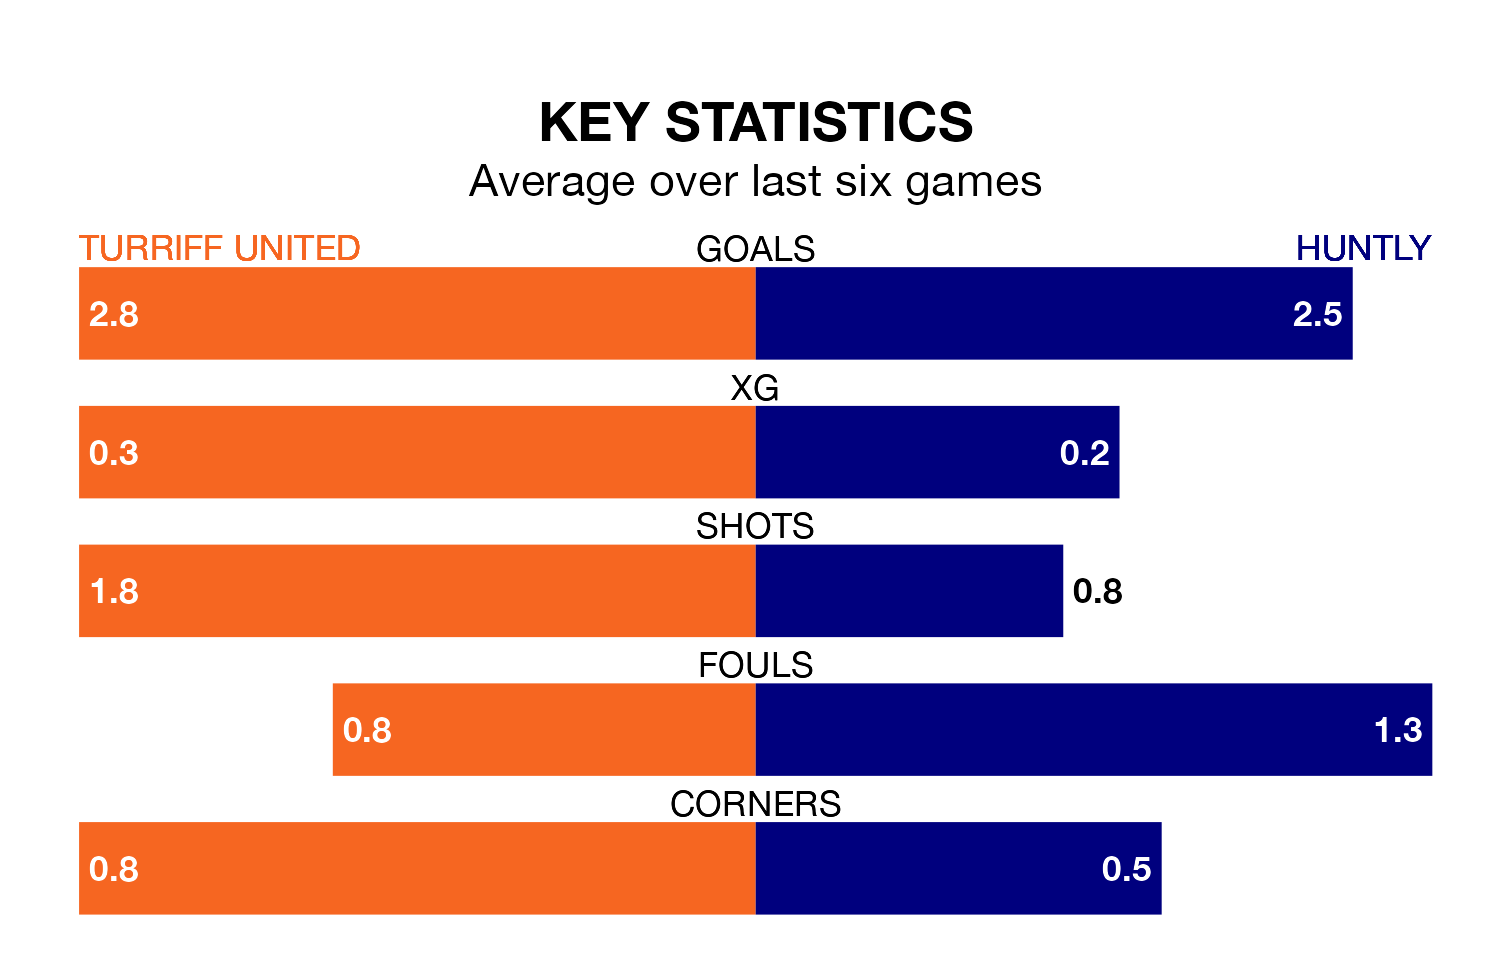 KEY STATISTICS
Average over last six games
TURRIFF UNITED GOALS HUNTLY
2.8 2.5
XG
0.3 0.2
SHOTS
1.8 0.8
FOULS
0.8 1.3
CORNERS
0.8 0.5